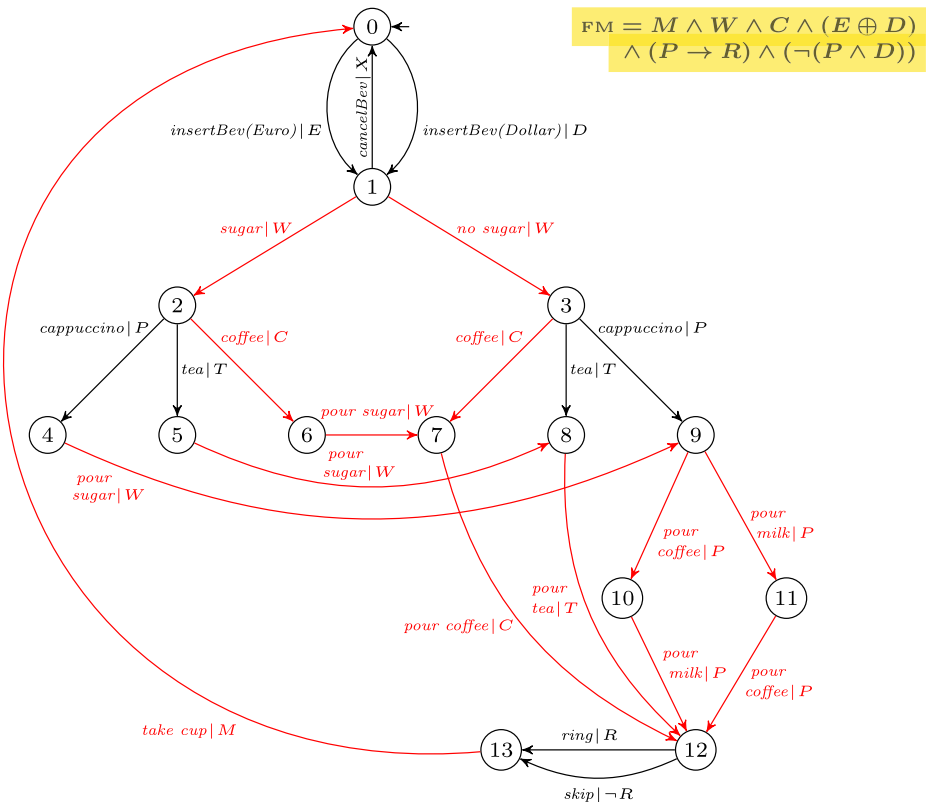 0
FM = M ∧ W ∧ C ∧ (E ⊕ D)
∧ (P → R) ∧ (¬(P ∧ D))
cancelBev| X
insertBev(Euro)| E
insertBev(Dollar)| D
1
sugar| W
no sugar| W
2
3
cappuccino| P
coffee| C
coffee| C
cappuccino| P
tea| T
tea| T
pour sugar| W
4
5
6
7
8
9
pour
sugar| W
pour
sugar| W
pour
milk| P
pour
coffee| P
10
11
pour
tea| T
pour coffee| C
pour
milk| P
pour
coffee| P
take cup| M
ring| R
13
12
skip| ¬R